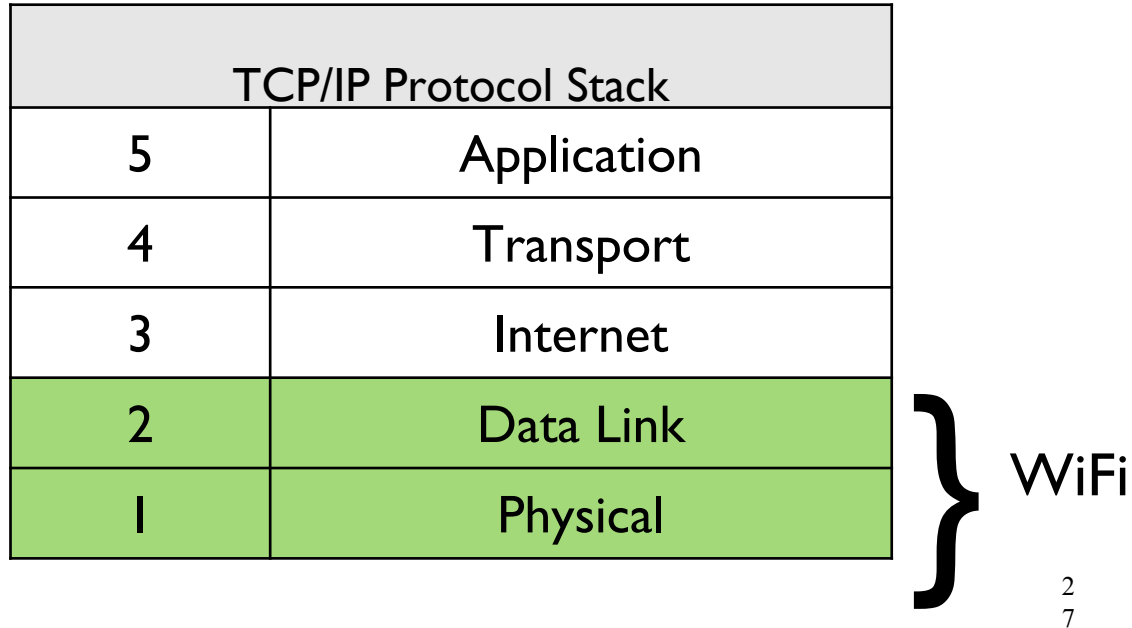 TCP/IP Protocol Stack
5 Application
4 Transport
3 Internet
2 Data Link
1 Physical
WiFi
2
7